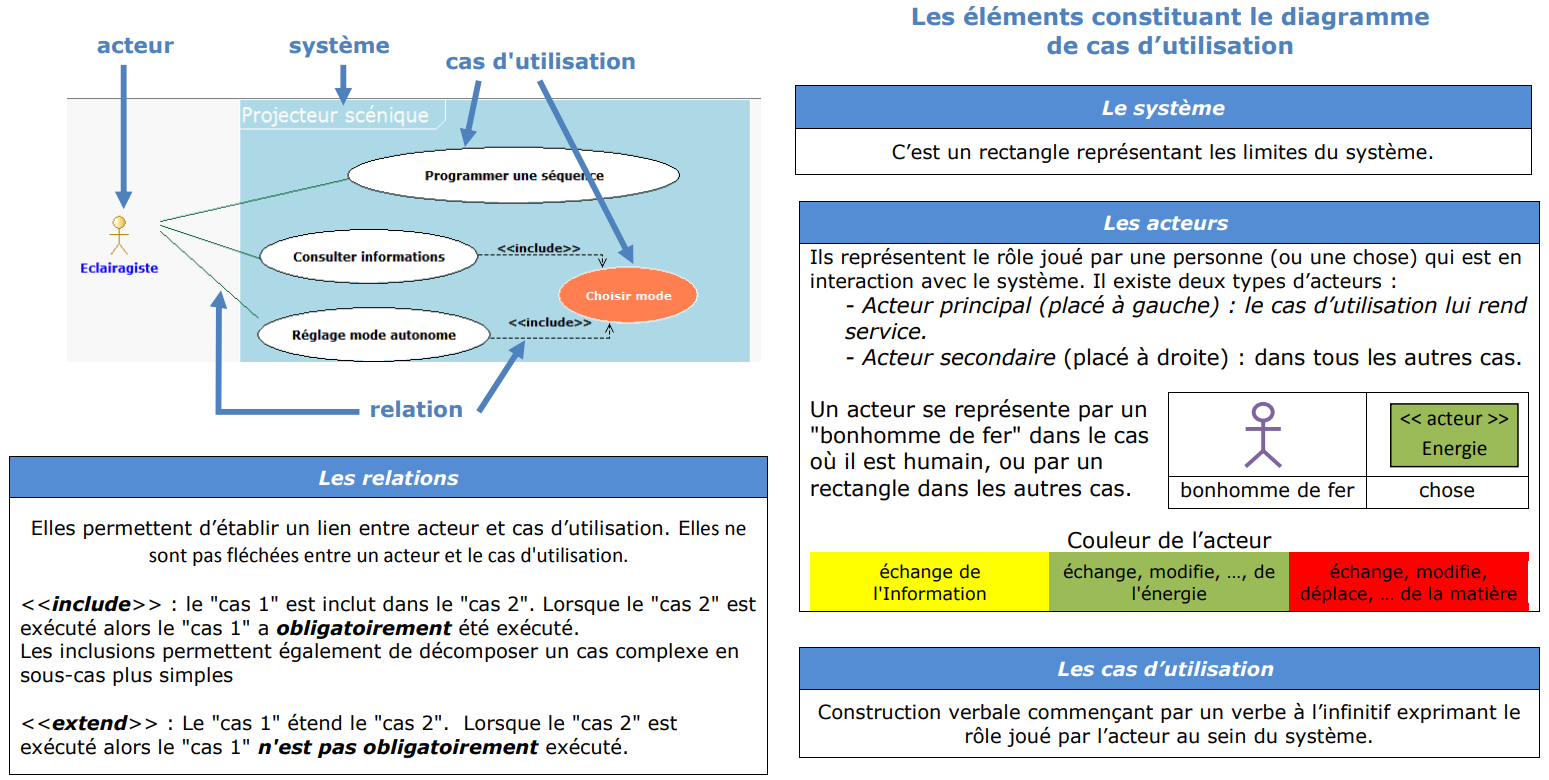 acteur
système
cas d'utilisation
Projecteur scénique
Programmer une séquence
Eclairagiste
Consulter informations
<<include>>
Choisir mode
<<include>>
Réglage mode autonome
relation
Les relations
Elles permettent d’établir un lien entre acteur et cas d’utilisation. Elles ne
sont pas fléchées entre un acteur et le cas d'utilisation.
<<include>> : le "cas 1" est inclut dans le "cas 2". Lorsque le "cas 2" est
exécuté alors le "cas 1" a obligatoirement été exécuté.
Les inclusions permettent également de décomposer un cas complexe en
sous-cas plus simples
<<extend>> : Le "cas 1" étend le "cas 2". Lorsque le "cas 2" est
exécuté alors le "cas 1" n'est pas obligatoirement exécuté.
Les éléments constituant le diagramme
de cas d’utilisation
Le système
C’est un rectangle représentant les limites du système.
Les acteurs
Ils représentent le rôle joué par une personne (ou une chose) qui est en
interaction avec le système. Il existe deux types d’acteurs :
- Acteur principal (placé à gauche) : le cas d’utilisation lui rend
service.
- Acteur secondaire (placé à droite) : dans tous les autres cas.
Un acteur se représente par un
"bonhomme de fer" dans le cas
où il est humain, ou par un
rectangle dans les autres cas.
<< acteur >>
Energie
bonhomme de fer
chose
Couleur de l’acteur
échange de
l'Information
échange, modifie, …, de
l'énergie
échange, modifie,
déplace, … de la matière
Les cas d’utilisation
Construction verbale commençant par un verbe à l’infinitif exprimant le
rôle joué par l’acteur au sein du système.